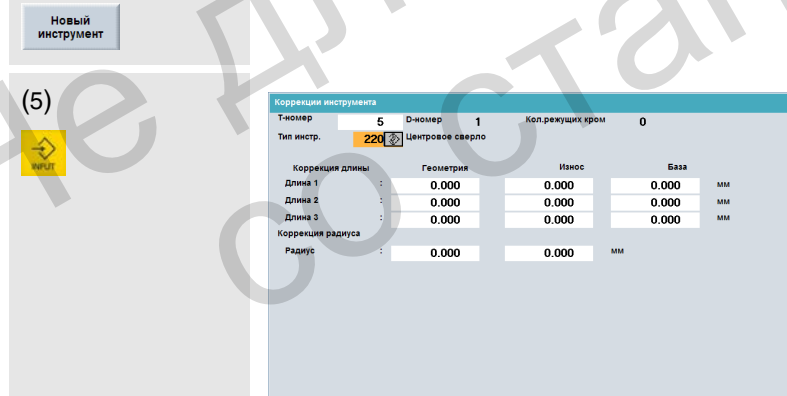 Новый
инструмент
(5)
INPUT
Коррекции инструмента
Т-номер 5 D-номер 1 Кол.режущих кром 0
Тип инстр. 220 Центровое сверло
Коррекция длины Геометрия Износ База
Длина 1 : 0.000 0.000 0.000 мм
Длина 2 : 0.000 0.000 0.000 мм
Длина 3 : 0.000 0.000 0.000 мм
Коррекция радиуса
Радиус : 0.000 0.000 мм
со стан